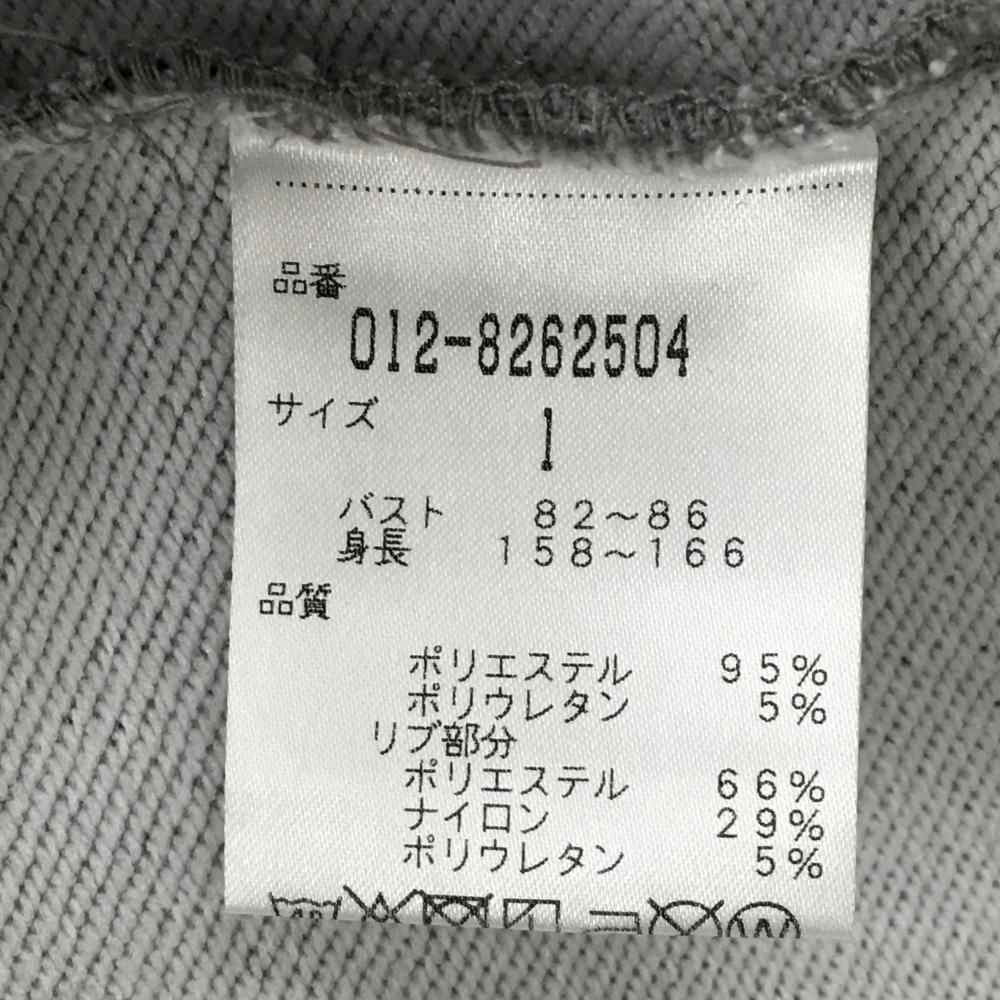 品番
012-8262504
サイズ
1
バスト 82〜86
身長 158〜166
品質
ポリエステル 95%
ポリウレタン 5%
リブ部分
ポリエステル 66%
ナイロン 29%
ポリウレタン 5%
W